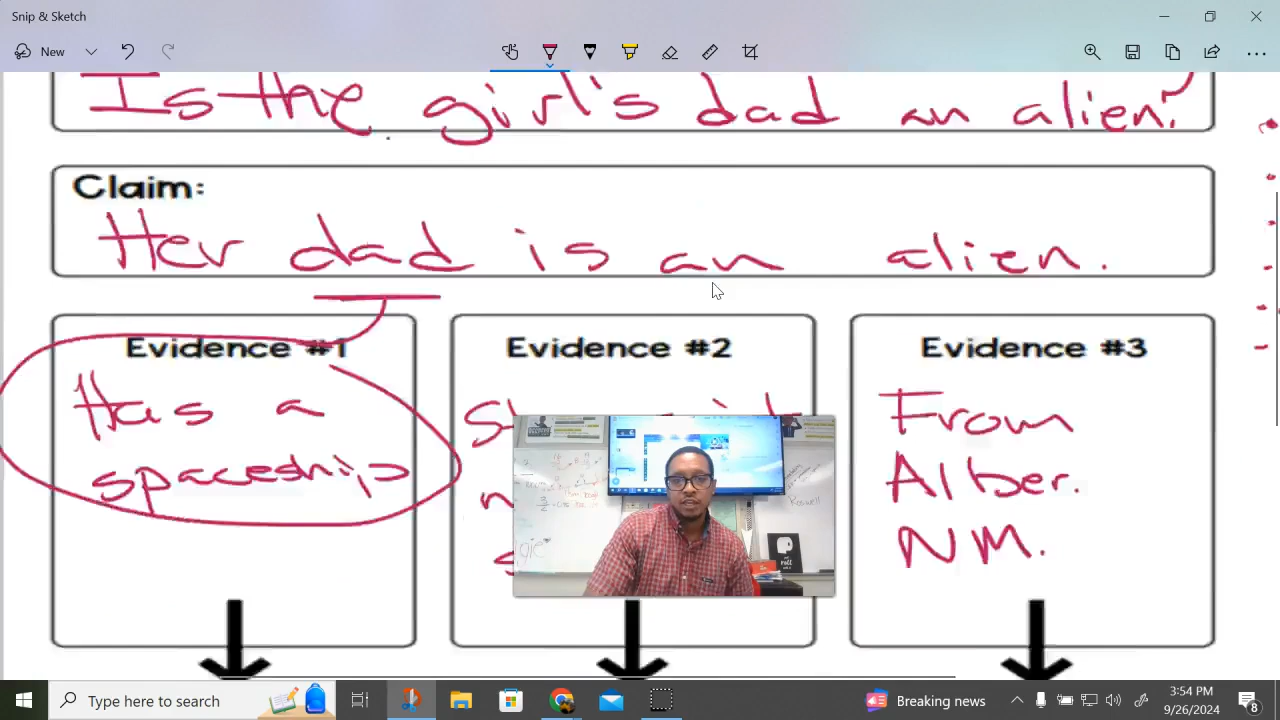 Snip & Sketch
New
Is the girl's dad an alien?
Claim:
Her dad is an alien.
Evidence #1
Has a
spaceship
Evidence #2
Evidence #3
From
Alber.
NM.
Type here to search
Breaking news
3:54 PM
9/26/2024
8